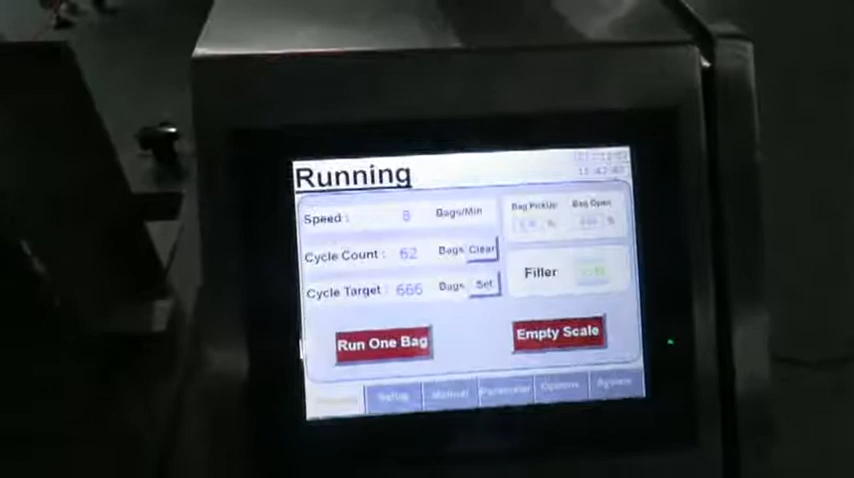 Running
Speed : 8 Bags/Min
Bag PickUp
Bag Open
%
%
Cycle Count : 62 Bags Clear
Cycle Target : 666 Bags Set
Filler
Run One Bag
Empty Scale
Setup Manual Parameter Options